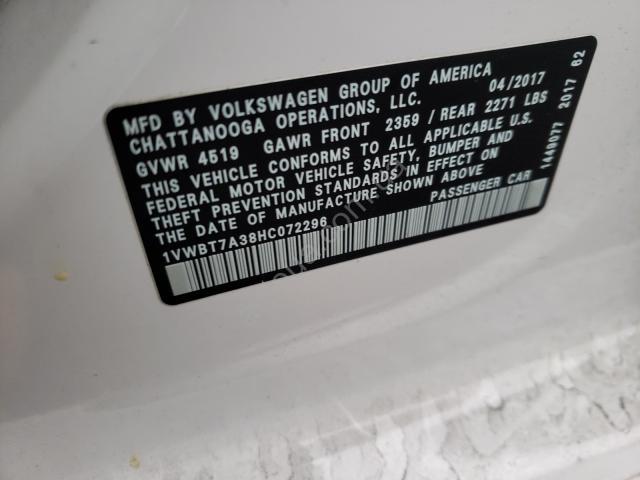 MFD BY VOLKSWAGEN GROUP OF AMERICA 04/2017
CHATTANOOGA OPERATIONS, LLC.
GVWR 4519 GAWR FRONT 2359 / REAR 2271 LBS
THIS VEHICLE CONFORMS TO ALL APPLICABLE U.S.
FEDERAL MOTOR VEHICLE SAFETY, BUMPER AND
THEFT PREVENTION STANDARDS IN EFFECT ON
THE DATE OF MANUFACTURE SHOWN ABOVE
1VWBT7A38HC072296 PASSENGER CAR
1449077 2017 62